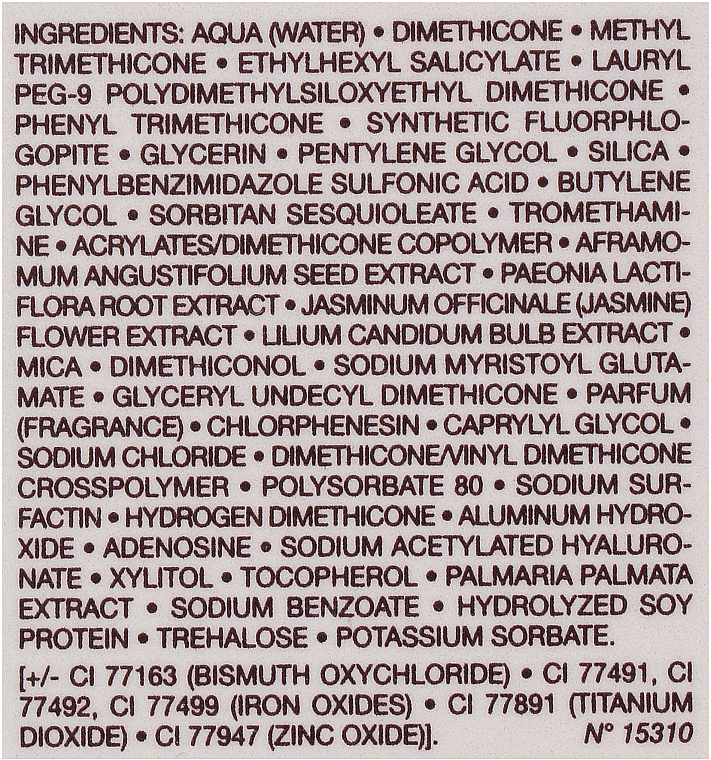 INGREDIENTS: AQUA (WATER) • DIMETHICONE • METHYL
TRIMETHICONE • ETHYLHEXYL SALICYLATE • LAURYL
PEG-9 POLYDIMETHYLSILOXYETHYL DIMETHICONE •
PHENYL TRIMETHICONE • SYNTHETIC FLUORPHLO-
GOPITE • GLYCERIN • PENTYLENE GLYCOL • SILICA •
PHENYLBENZIMIDAZOLE SULFONIC ACID • BUTYLENE
GLYCOL • SORBITAN SESQUIOLEATE • TROMETHAMI-
NE • ACRYLATES/DIMETHICONE COPOLYMER • AFRAMO-
MUM ANGUSTIFOLIUM SEED EXTRACT • PAEONIA LACTI-
FLORA ROOT EXTRACT • JASMINUM OFFICINALE (JASMINE)
FLOWER EXTRACT • LILIUM CANDIDUM BULB EXTRACT •
MICA • DIMETHICONOL • SODIUM MYRISTOYL GLUTA-
MATE • GLYCERYL UNDECYL DIMETHICONE • PARFUM
(FRAGRANCE) • CHLORPHENESIN • CAPRYLYL GLYCOL •
SODIUM CHLORIDE • DIMETHICONE/VINYL DIMETHICONE
CROSSPOLYMER • POLYSORBATE 80 • SODIUM SUR-
FACTIN • HYDROGEN DIMETHICONE • ALUMINUM HYDRO-
XIDE • ADENOSINE • SODIUM ACETYLATED HYALURO-
NATE • XYLITOL • TOCOPHEROL • PALMARIA PALMATA
EXTRACT • SODIUM BENZOATE • HYDROLYZED SOY
PROTEIN • TREHALOSE • POTASSIUM SORBATE.
[+/- CI 77163 (BISMUTH OXYCHLORIDE) • CI 77491, CI
77492, CI 77499 (IRON OXIDES) • CI 77891 (TITANIUM
DIOXIDE) • CI 77947 (ZINC OXIDE)]. N° 15310